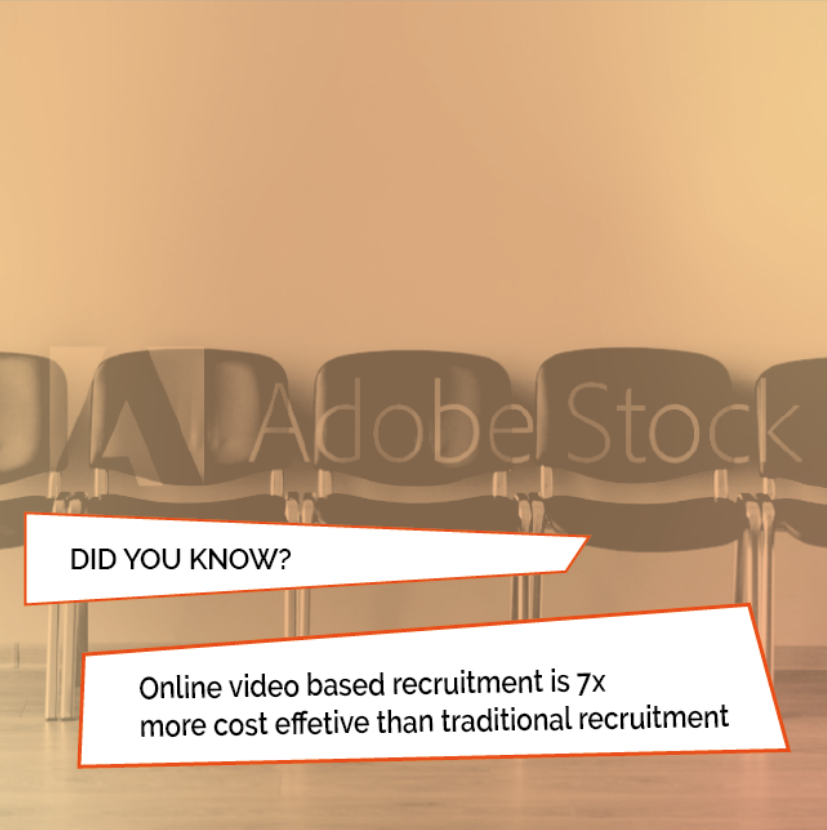 Adobe Stock
DID YOU KNOW?
Online video based recruitment is 7x
more cost effetive than traditional recruitment